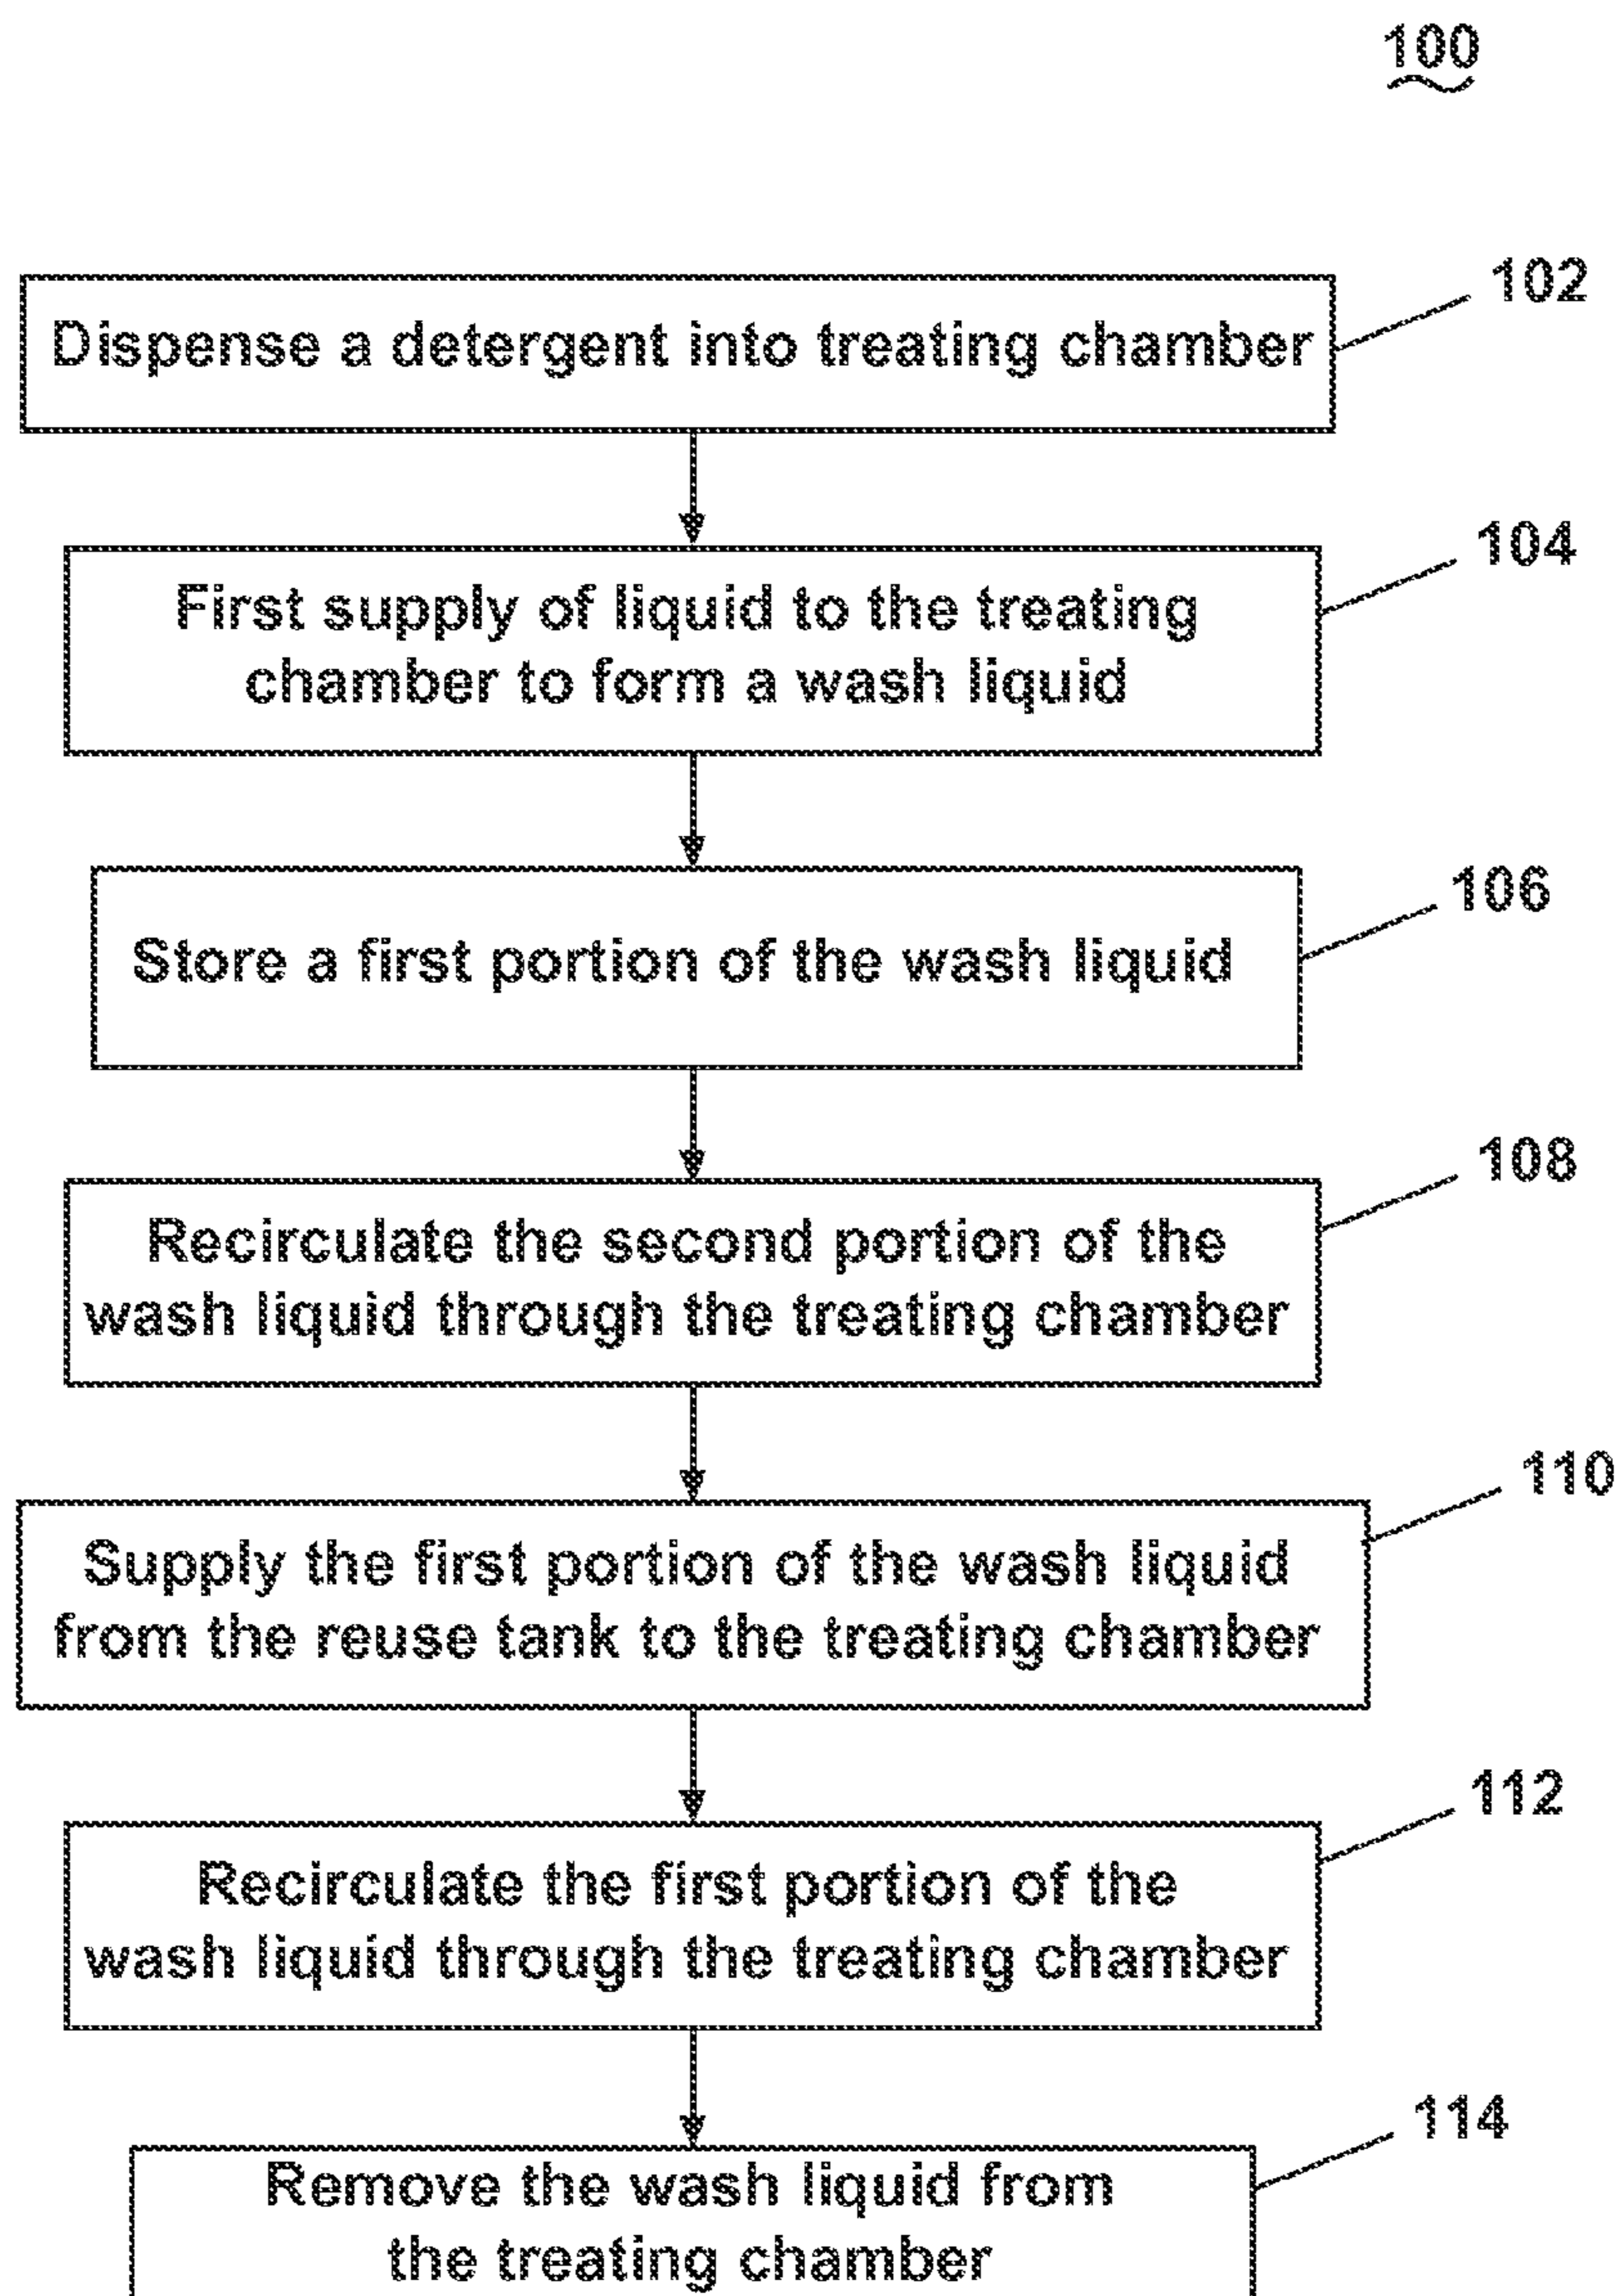 100
Dispense a detergent into treating chamber
102
First supply of liquid to the treating
chamber to form a wash liquid
104
Store a first portion of the wash liquid
106
Recirculate the second portion of the
wash liquid through the treating chamber
108
Supply the first portion of the wash liquid
from the reuse tank to the treating chamber
110
Recirculate the first portion of the
wash liquid through the treating chamber
112
Remove the wash liquid from
the treating chamber
114